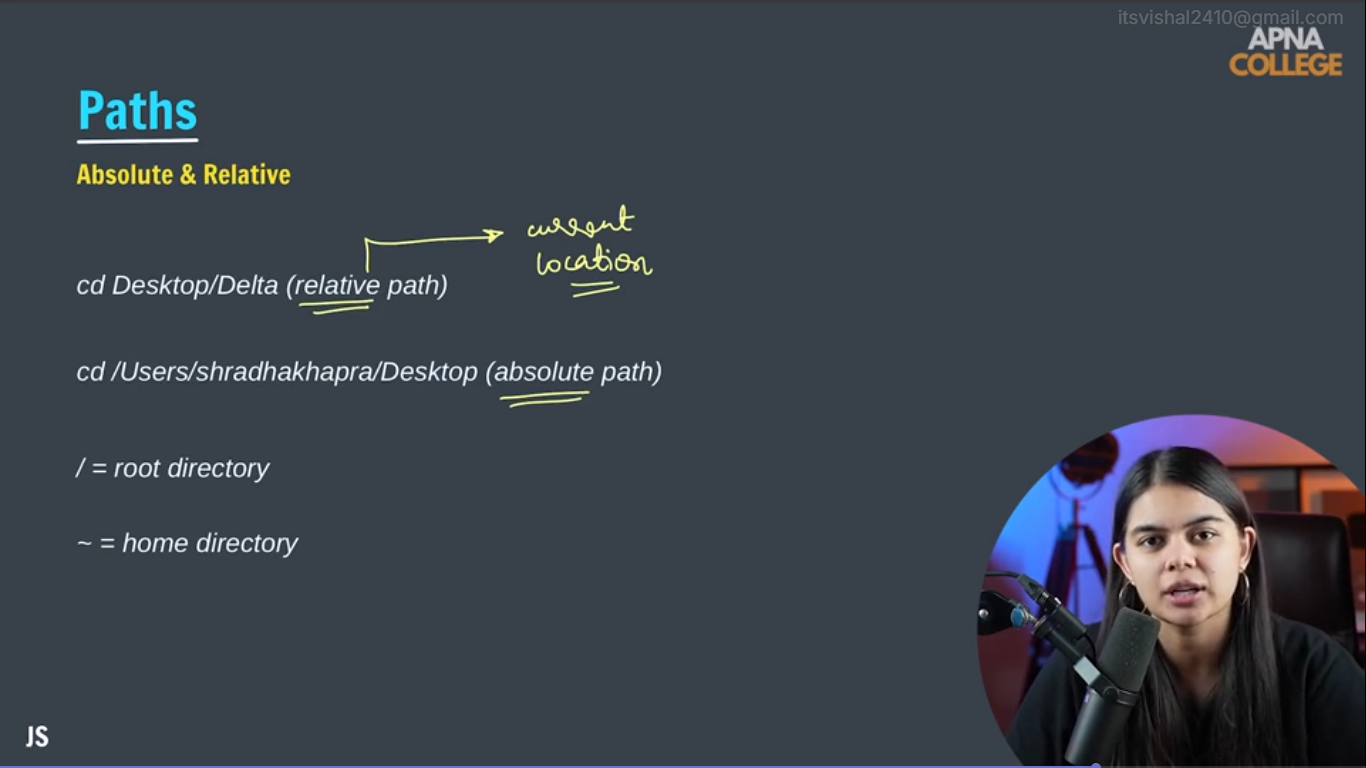 itsvishal2410@gmail.com
APNA
COLLEGE
Paths
Absolute & Relative
current
location
cd Desktop/Delta (relative path)
cd /Users/shradhakhapra/Desktop (absolute path)
/ = root directory
~ = home directory
JS